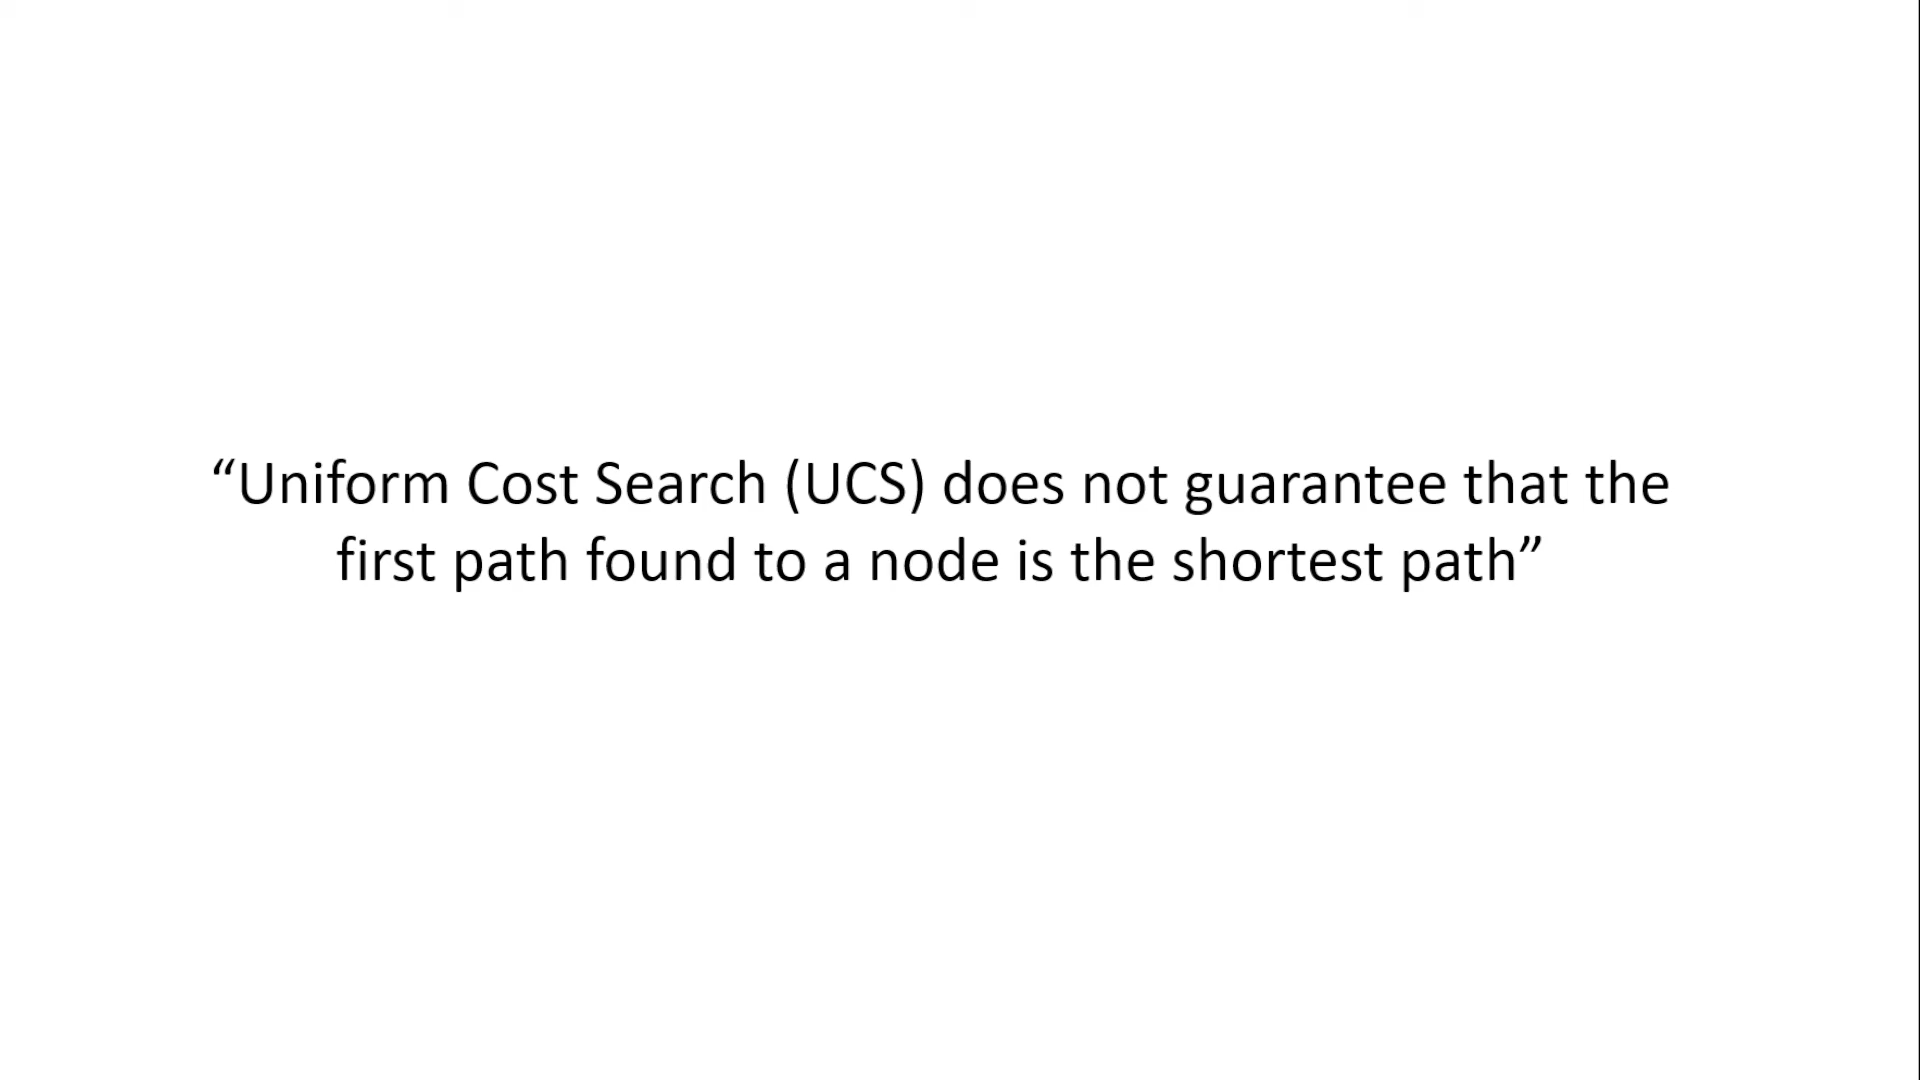 “Uniform Cost Search (UCS) does not guarantee that the
first path found to a node is the shortest path”